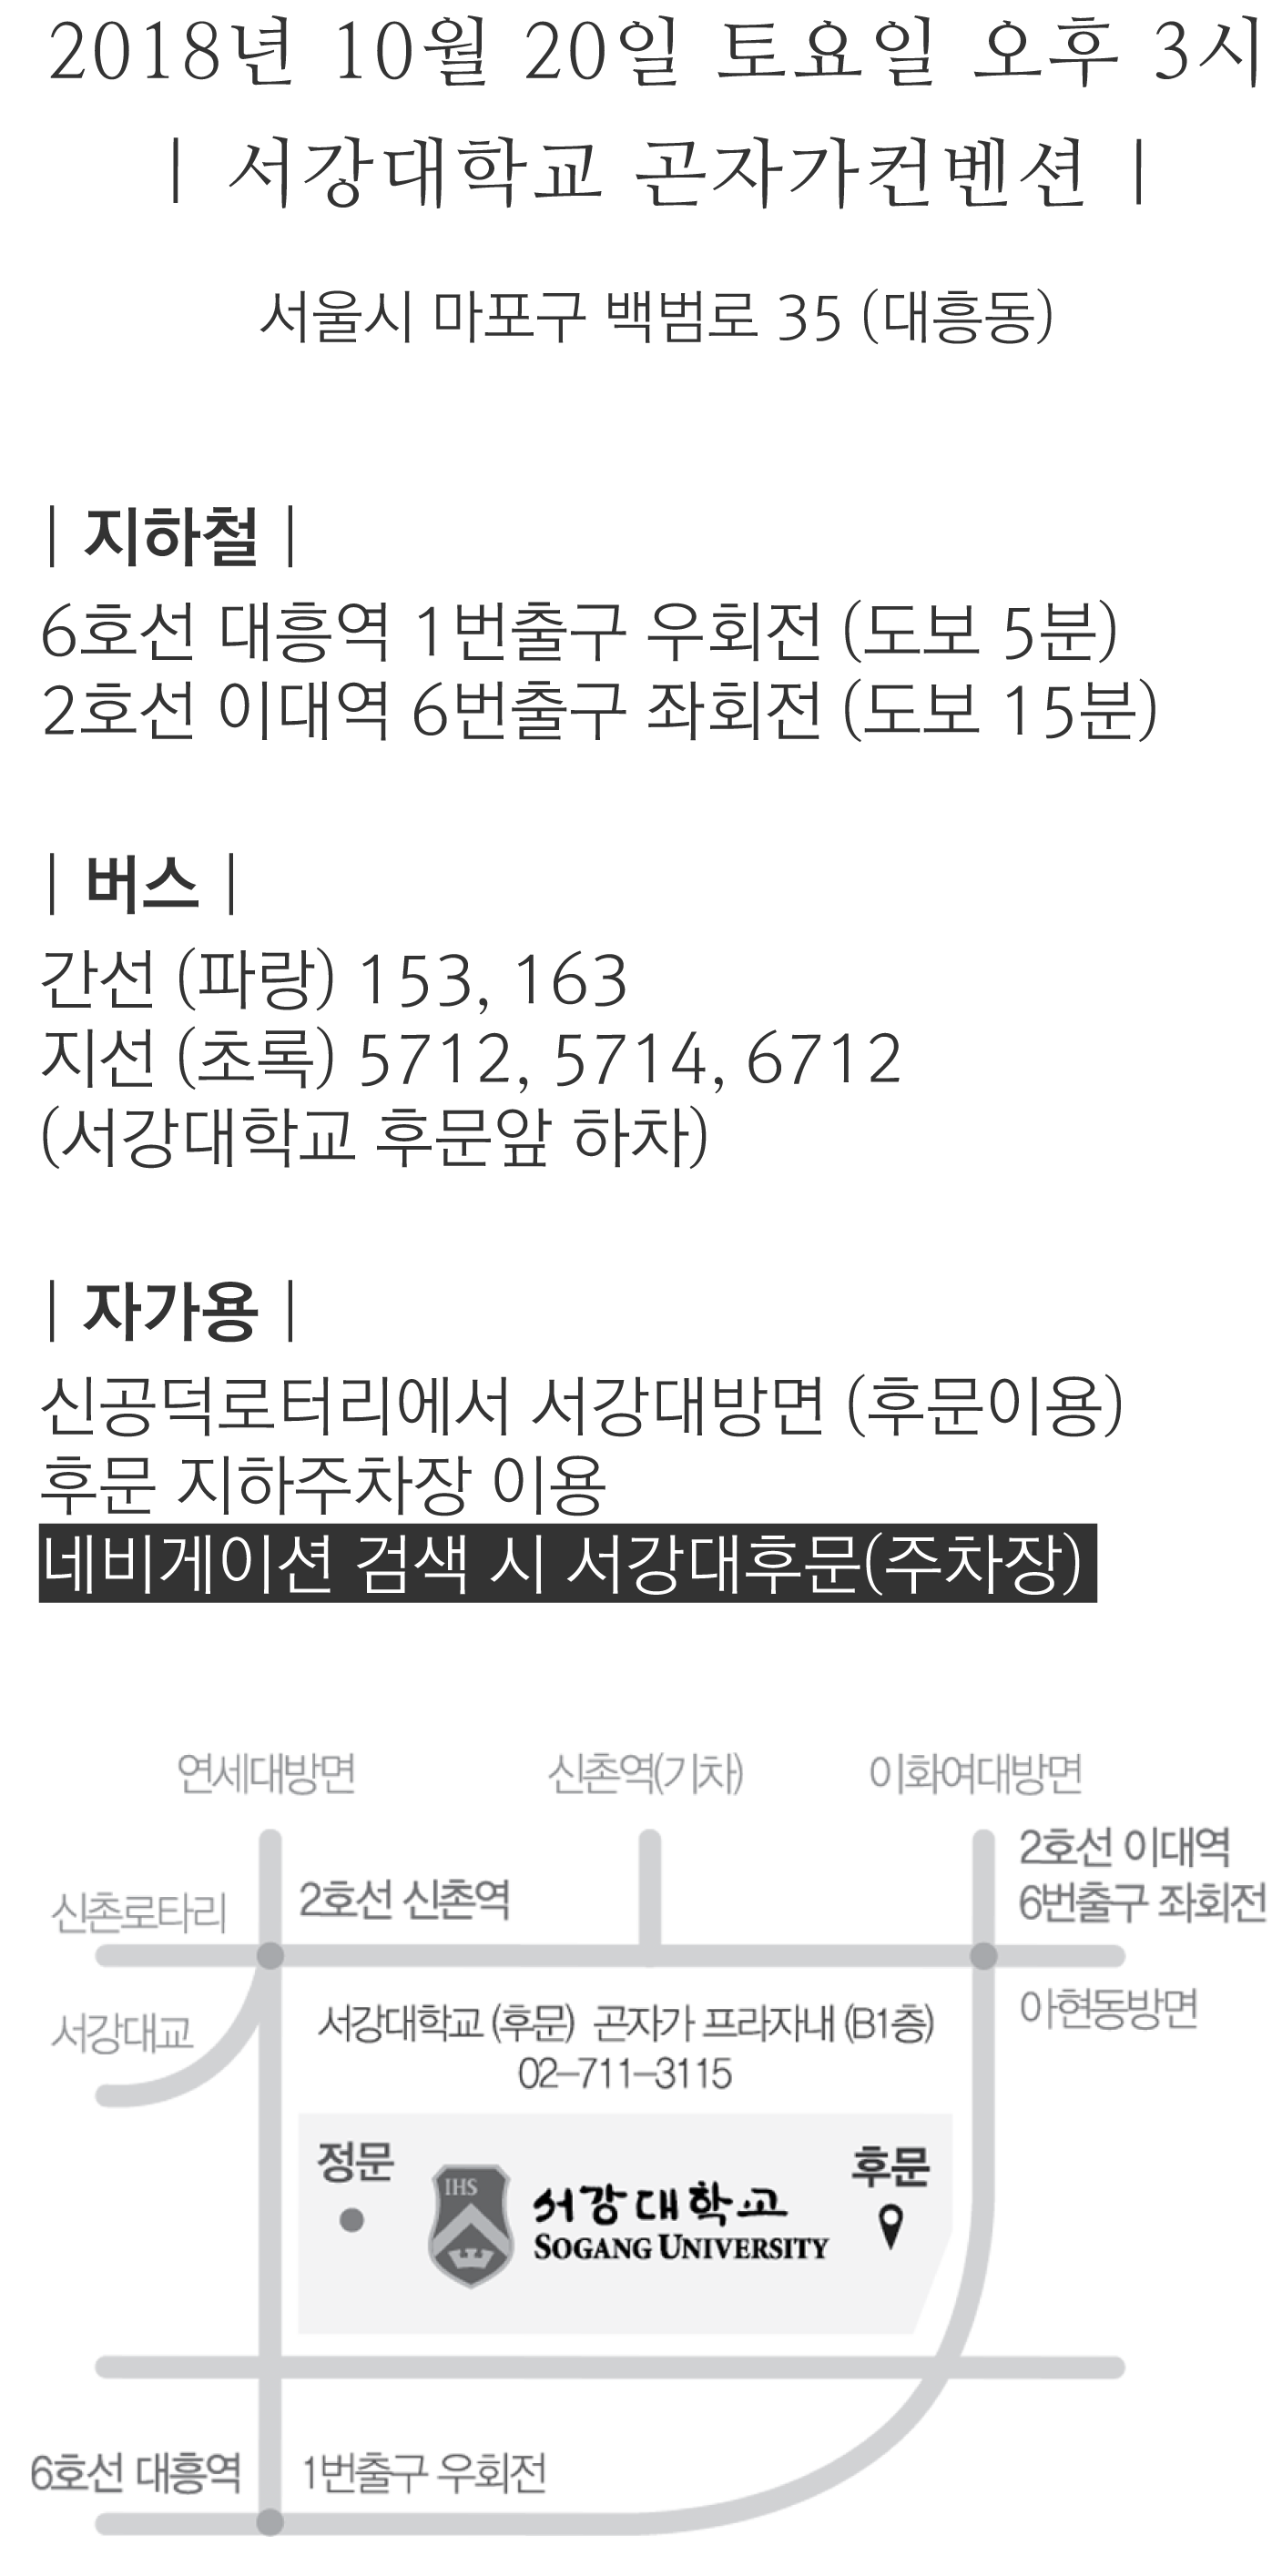 2018년 10월 20일 토요일 오후 3시
| 서강대학교 곤자가컨벤션 |
서울시 마포구 백범로 35 (대흥동)
| 지하철 |
6호선 대흥역 1번출구 우회전 (도보 5분)
2호선 이대역 6번출구 좌회전 (도보 15분)
| 버스 |
간선 (파랑) 153, 163
지선 (초록) 5712, 5714, 6712
(서강대학교 후문앞 하차)
| 자가용 |
신공덕로터리에서 서강대방면 (후문이용)
후문 지하주차장 이용
네비게이션 검색 시 서강대후문(주차장)
연세대방면
신촌역(기차)
이화여대방면
2호선 이대역
6번출구 좌회전
신촌로타리
2호선 신촌역
아현동방면
서강대교
서강대학교 (후문) 곤자가 프라자내 (B1층)
02-711-3115
정문
후문
IHS
서강대학교
SOGANG UNIVERSITY
6호선 대흥역
1번출구 우회전